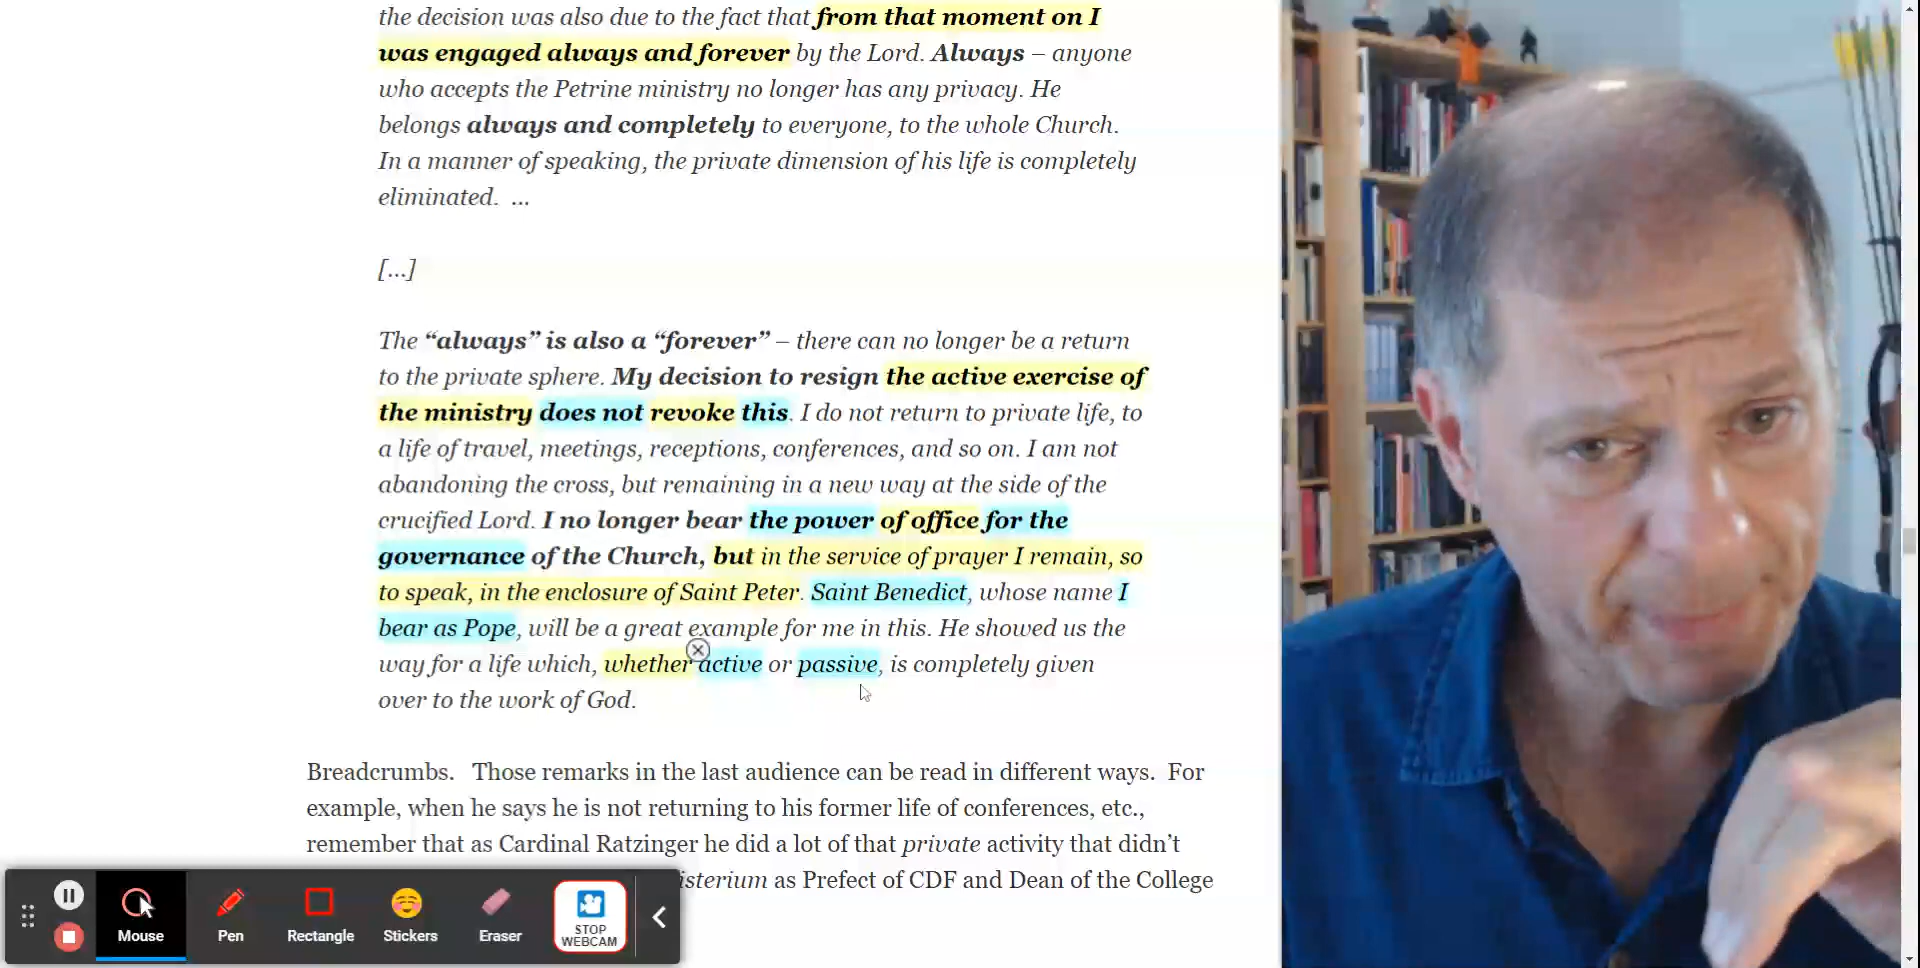 the decision was also due to the fact that from that moment on I
was engaged always and forever by the Lord. Always – anyone
who accepts the Petrine ministry no longer has any privacy. He
belongs always and completely to everyone, to the whole Church.
In a manner of speaking, the private dimension of his life is completely
eliminated. …
[…]
The “always” is also a “forever” – there can no longer be a return
to the private sphere. My decision to resign the active exercise of
the ministry does not revoke this. I do not return to private life, to
a life of travel, meetings, receptions, conferences, and so on. I am not
abandoning the cross, but remaining in a new way at the side of the
crucified Lord. I no longer bear the power of office for the
governance of the Church, but in the service of prayer I remain, so
to speak, in the enclosure of Saint Peter. Saint Benedict, whose name I
bear as Pope, will be a great example for me in this. He showed us the
way for a life which, whether active or passive, is completely given
over to the work of God.
Breadcrumbs. Those remarks in the last audience can be read in different ways. For
example, when he says he is not returning to his former life of conferences, etc.,
remember that as Cardinal Ratzinger he did a lot of that private activity that didn’t
isterium as Prefect of CDF and Dean of the College
Mouse
Pen
Rectangle
Stickers
Eraser
STOP
WEBCAM